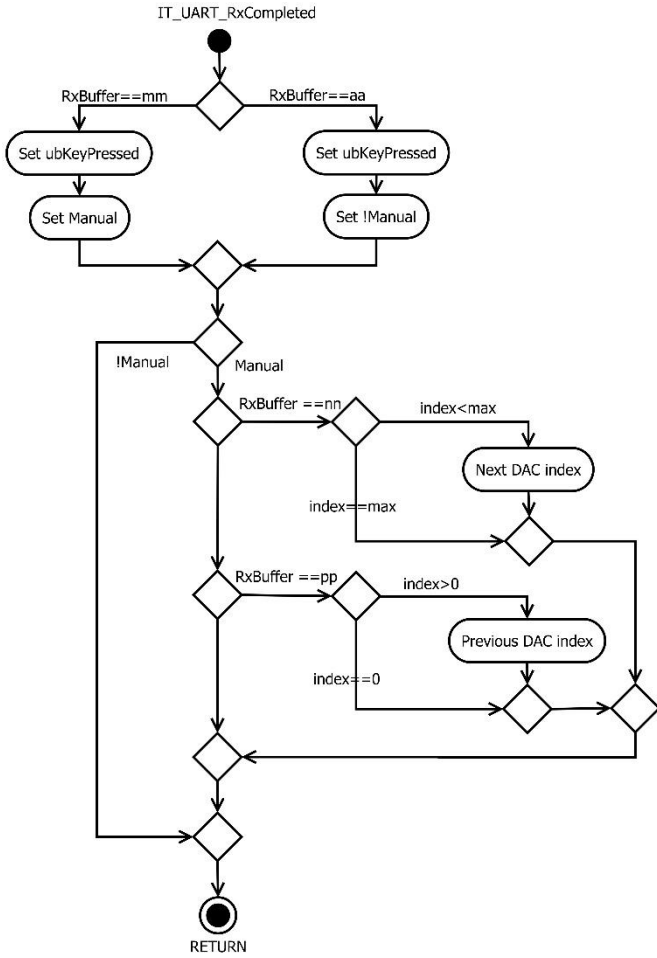 IT_UART_RxCompleted
RxBuffer==mm
RxBuffer==aa
Set ubKeyPressed
Set ubKeyPressed
Set Manual
Set !Manual
!Manual
Manual
RxBuffer ==nn
index<max
Next DAC index
index==max
RxBuffer ==pp
index>0
Previous DAC index
index==0
RETURN